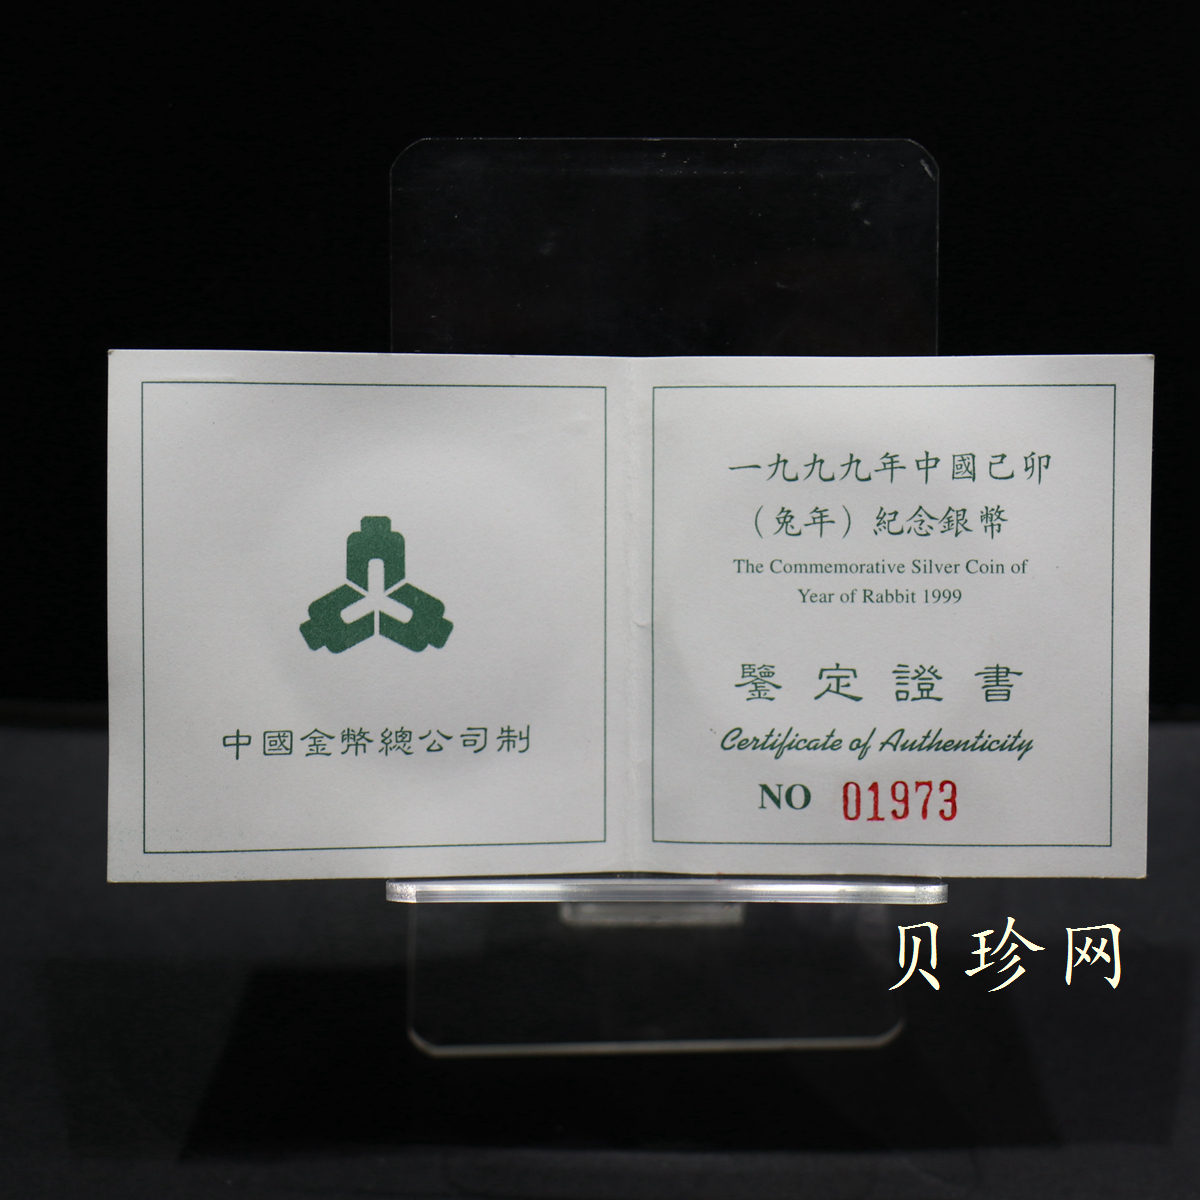 中國金幣總公司制
一九九九年中國己卯
（兔年）紀念銀幣
The Commemorative Silver Coin of
Year of Rabbit 1999
鑒定證書
Certificate of Authenticity
NO 01973
贝珍网